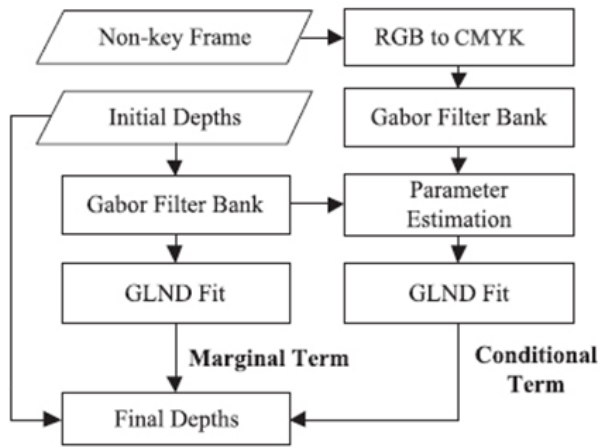 Non-key Frame
RGB to CMYK
Initial Depths
Gabor Filter Bank
Gabor Filter Bank
Parameter
Estimation
GLND Fit
GLND Fit
Marginal Term
Conditional
Term
Final Depths